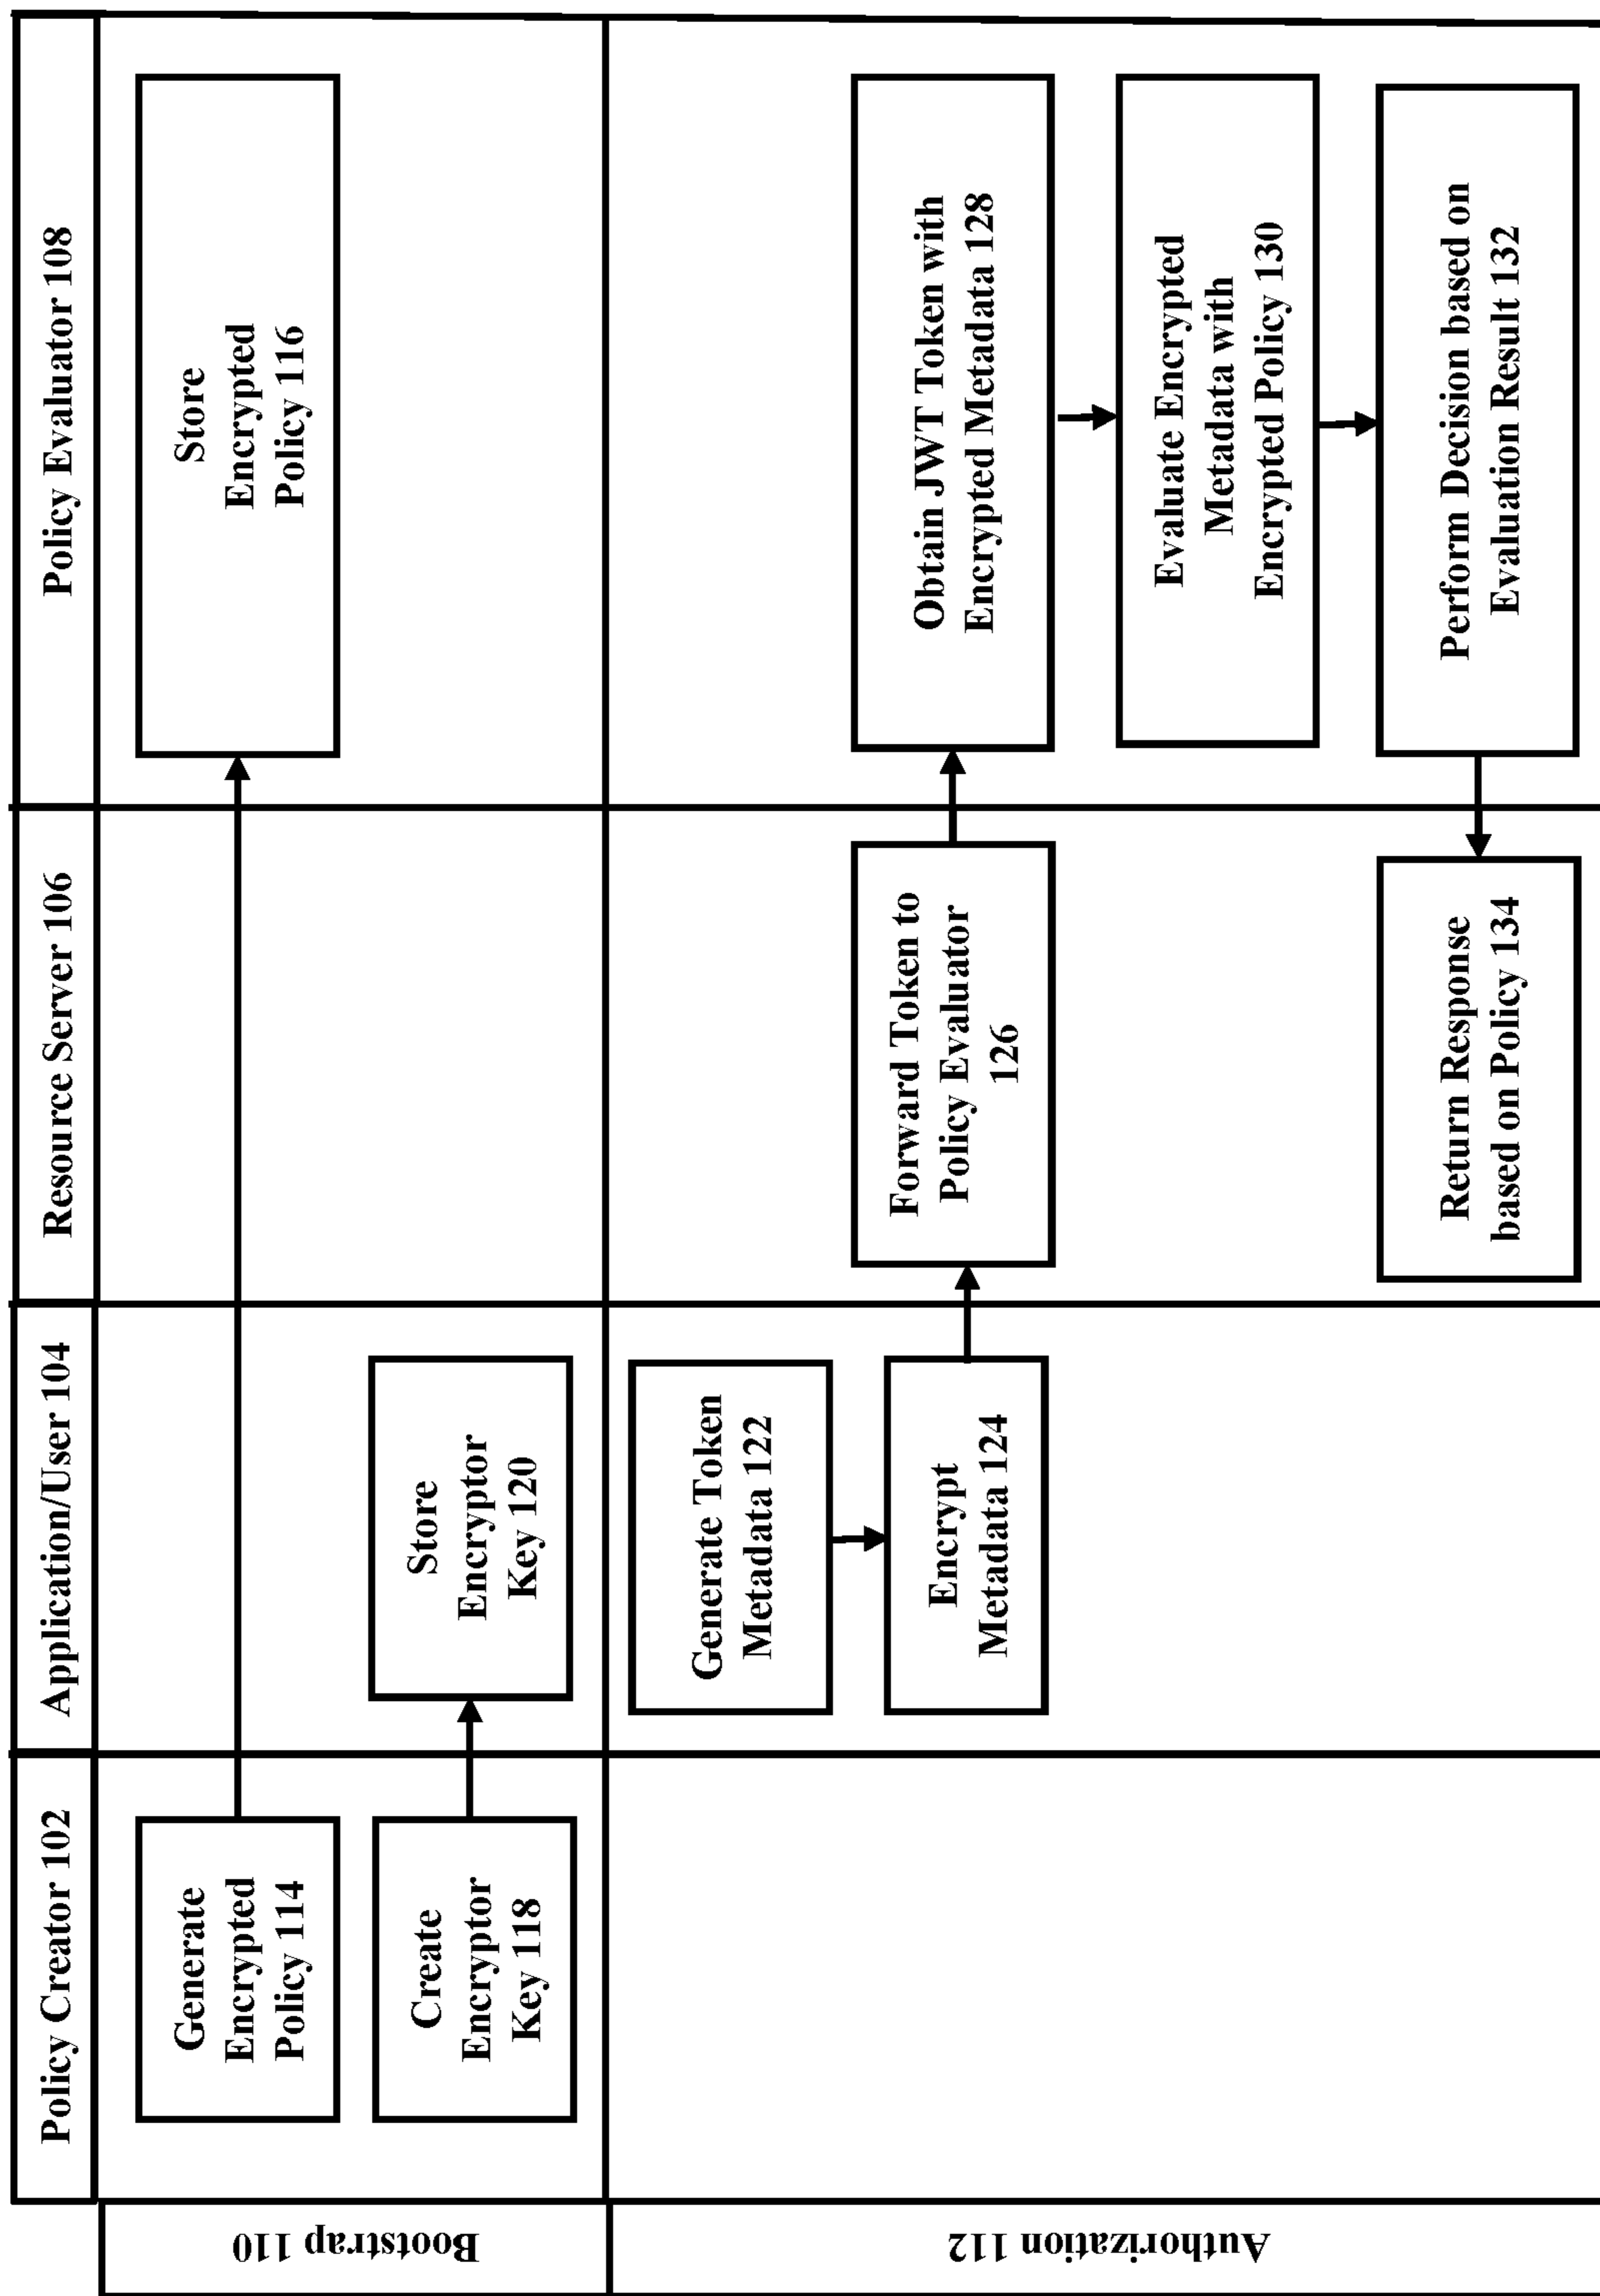 Policy Creator 102
Application/User 104
Resource Server 106
Policy Evaluator 108
Bootstrap 110
Generate
Encrypted
Policy 114
Store
Encrypted
Policy 116
Create
Encryptor
Key 118
Store
Encryptor
Key 120
Authorization 112
Generate Token
Metadata 122
Encrypt
Metadata 124
Forward Token to
Policy Evaluator
126
Obtain JWT Token with
Encrypted Metadata 128
Evaluate Encrypted
Metadata with
Encrypted Policy 130
Perform Decision based on
Evaluation Result 132
Return Response
based on Policy 134